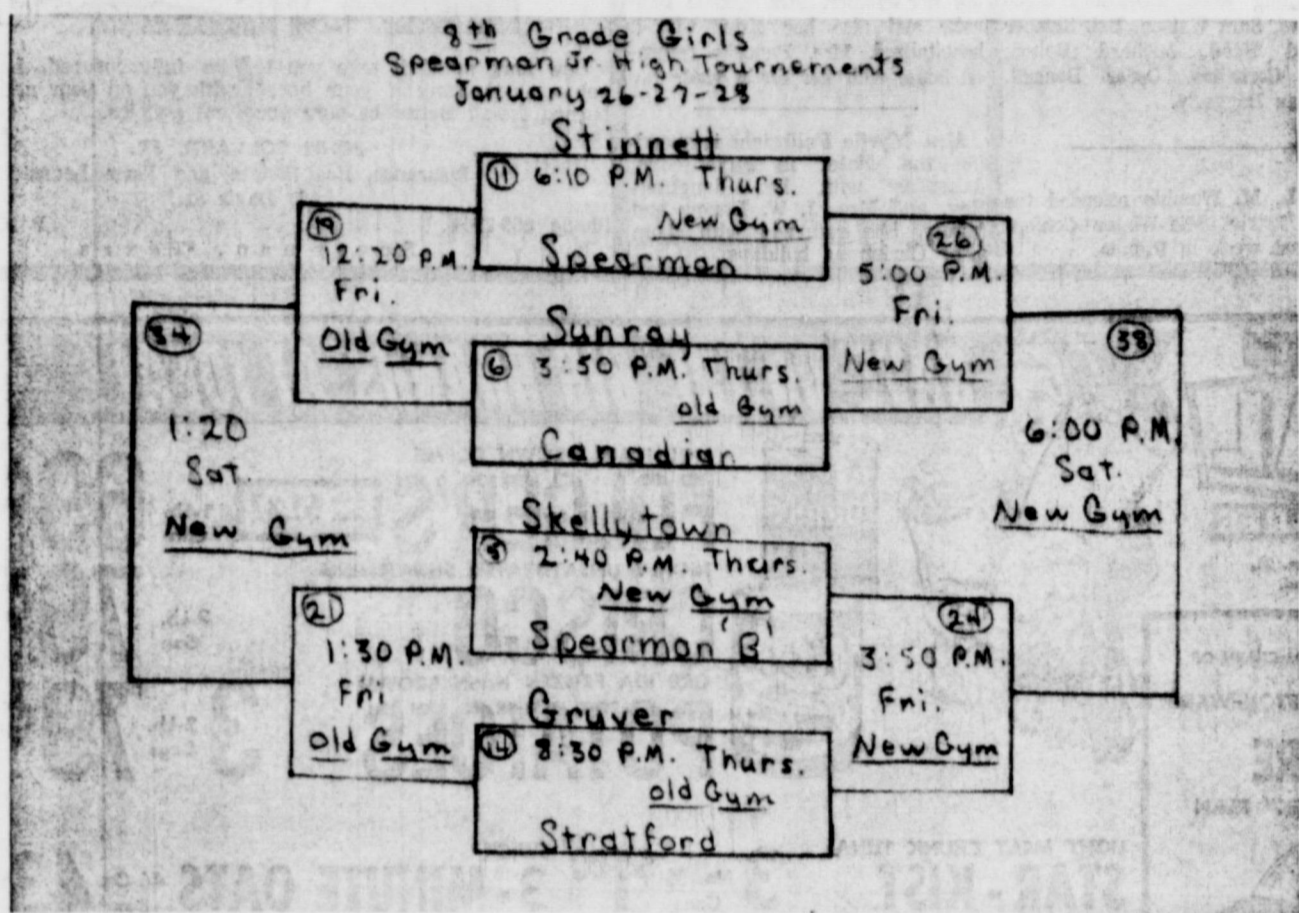 8th Grade Girls
Spearman Jr. High Tournaments
January 26-27-28
Stinnett
11 6:10 P.M. Thurs.
New Gym
Spearman
Sunray
6 3:50 P.M. Thurs.
old Gym
Canadian
Skellytown
2:40 P.M. Thurs.
New Gym
Spearman 'B'
Gruver
14 8:30 P.M. Thurs.
old Gym
Stratford
19
12:20 P.M.
Fri.
Old Gym
21
1:30 P.M.
Fri.
old Gym
34
1:20
Sat.
New Gym
26
5:00 P.M.
Fri.
New Gym
24
3:50 P.M.
Fri.
New Gym
38
6:00 P.M.
Sat.
New Gym